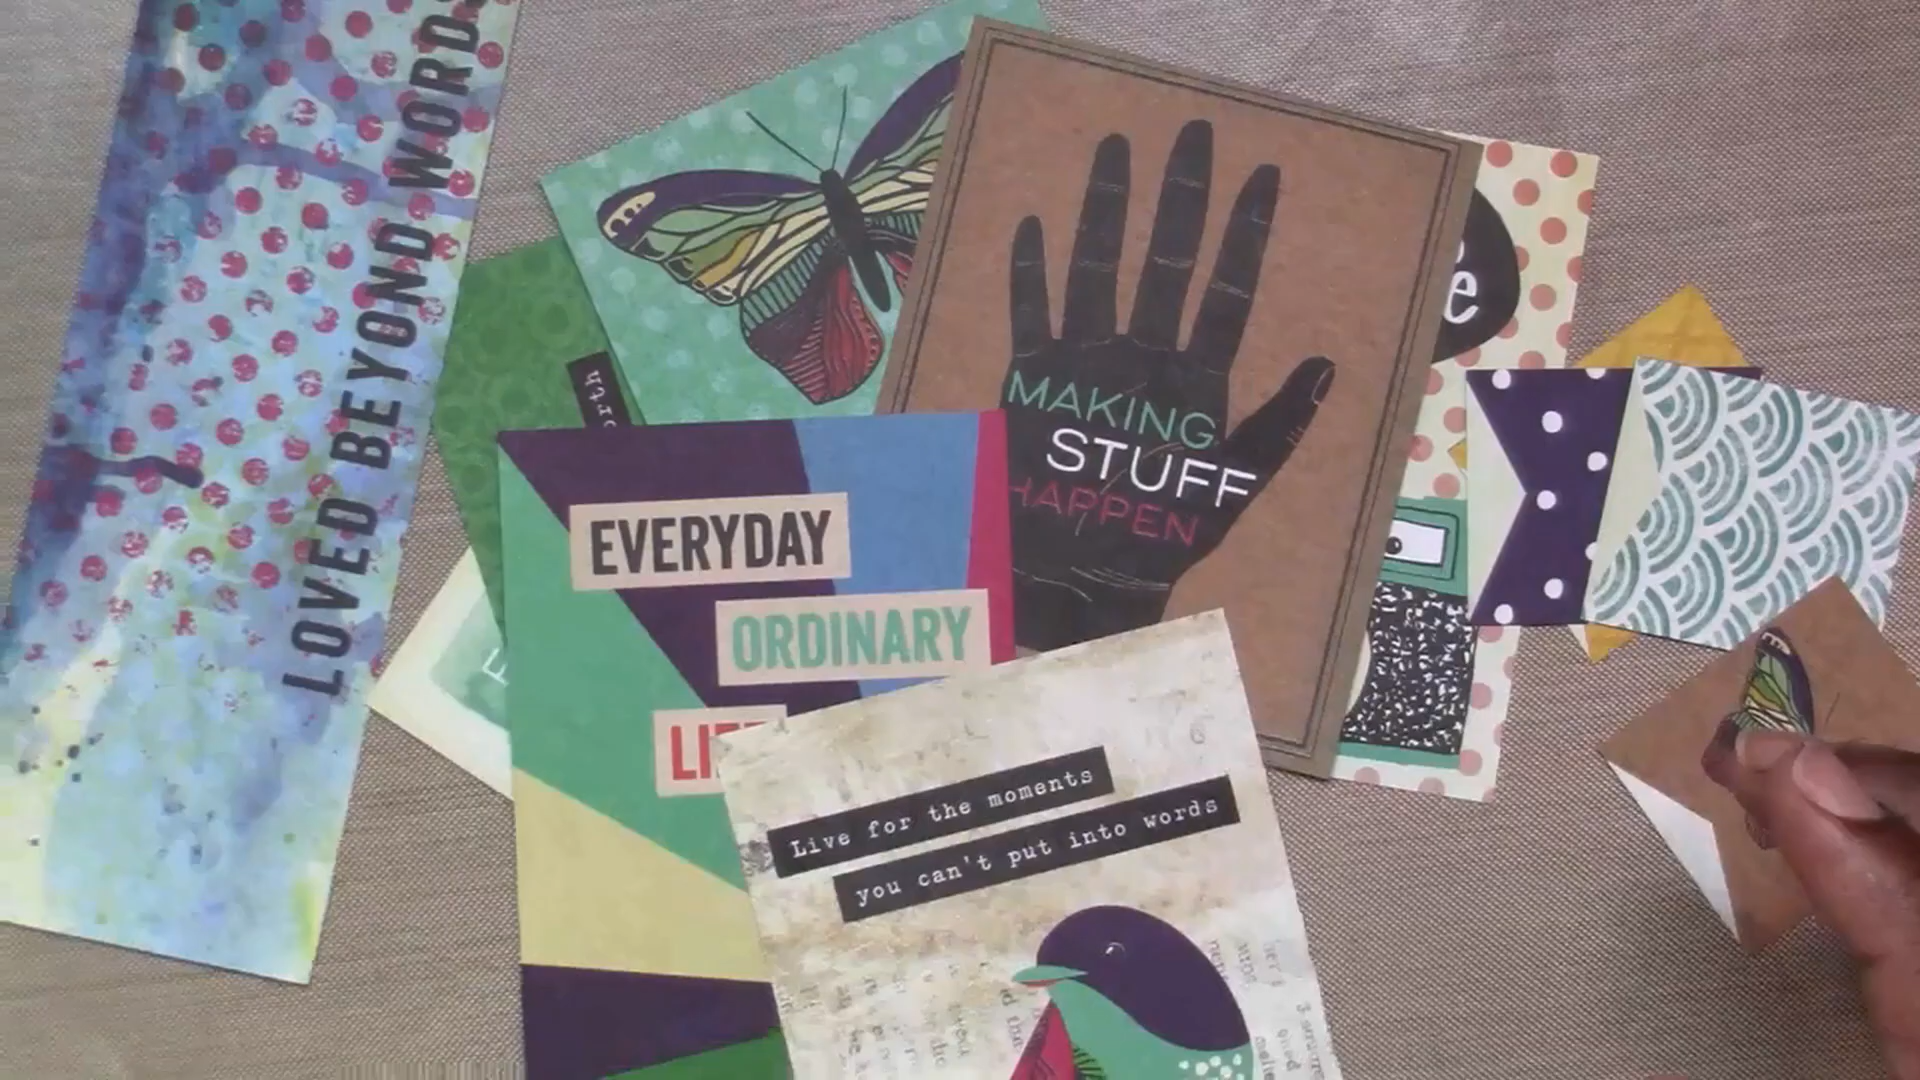 LOVED BEYOND WORDS
MAKING
STUFF
HAPPEN
EVERYDAY
ORDINARY
Live for the moments
you can't put into words